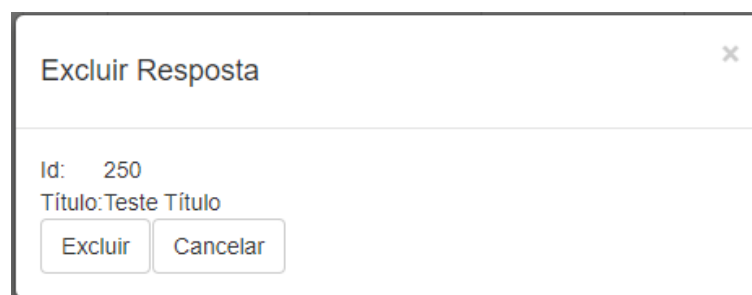 Excluir Resposta
×
Id: 250
Título:Teste Título
Excluir Cancelar